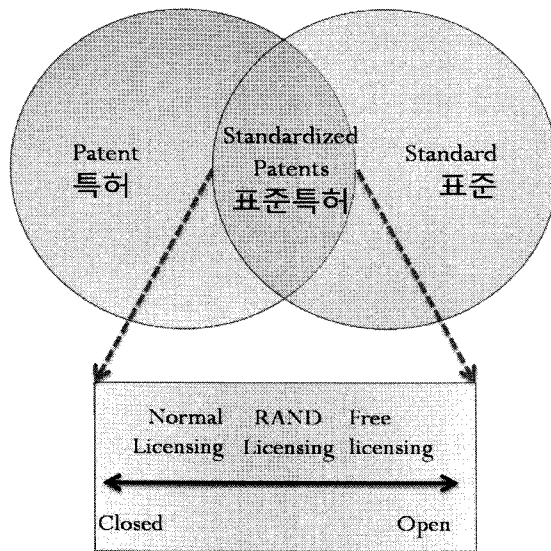 Patent
특허
Standardized
Patents
표준특허
Standard
표준
Normal RAND Free
Licensing Licensing licensing
Closed Open